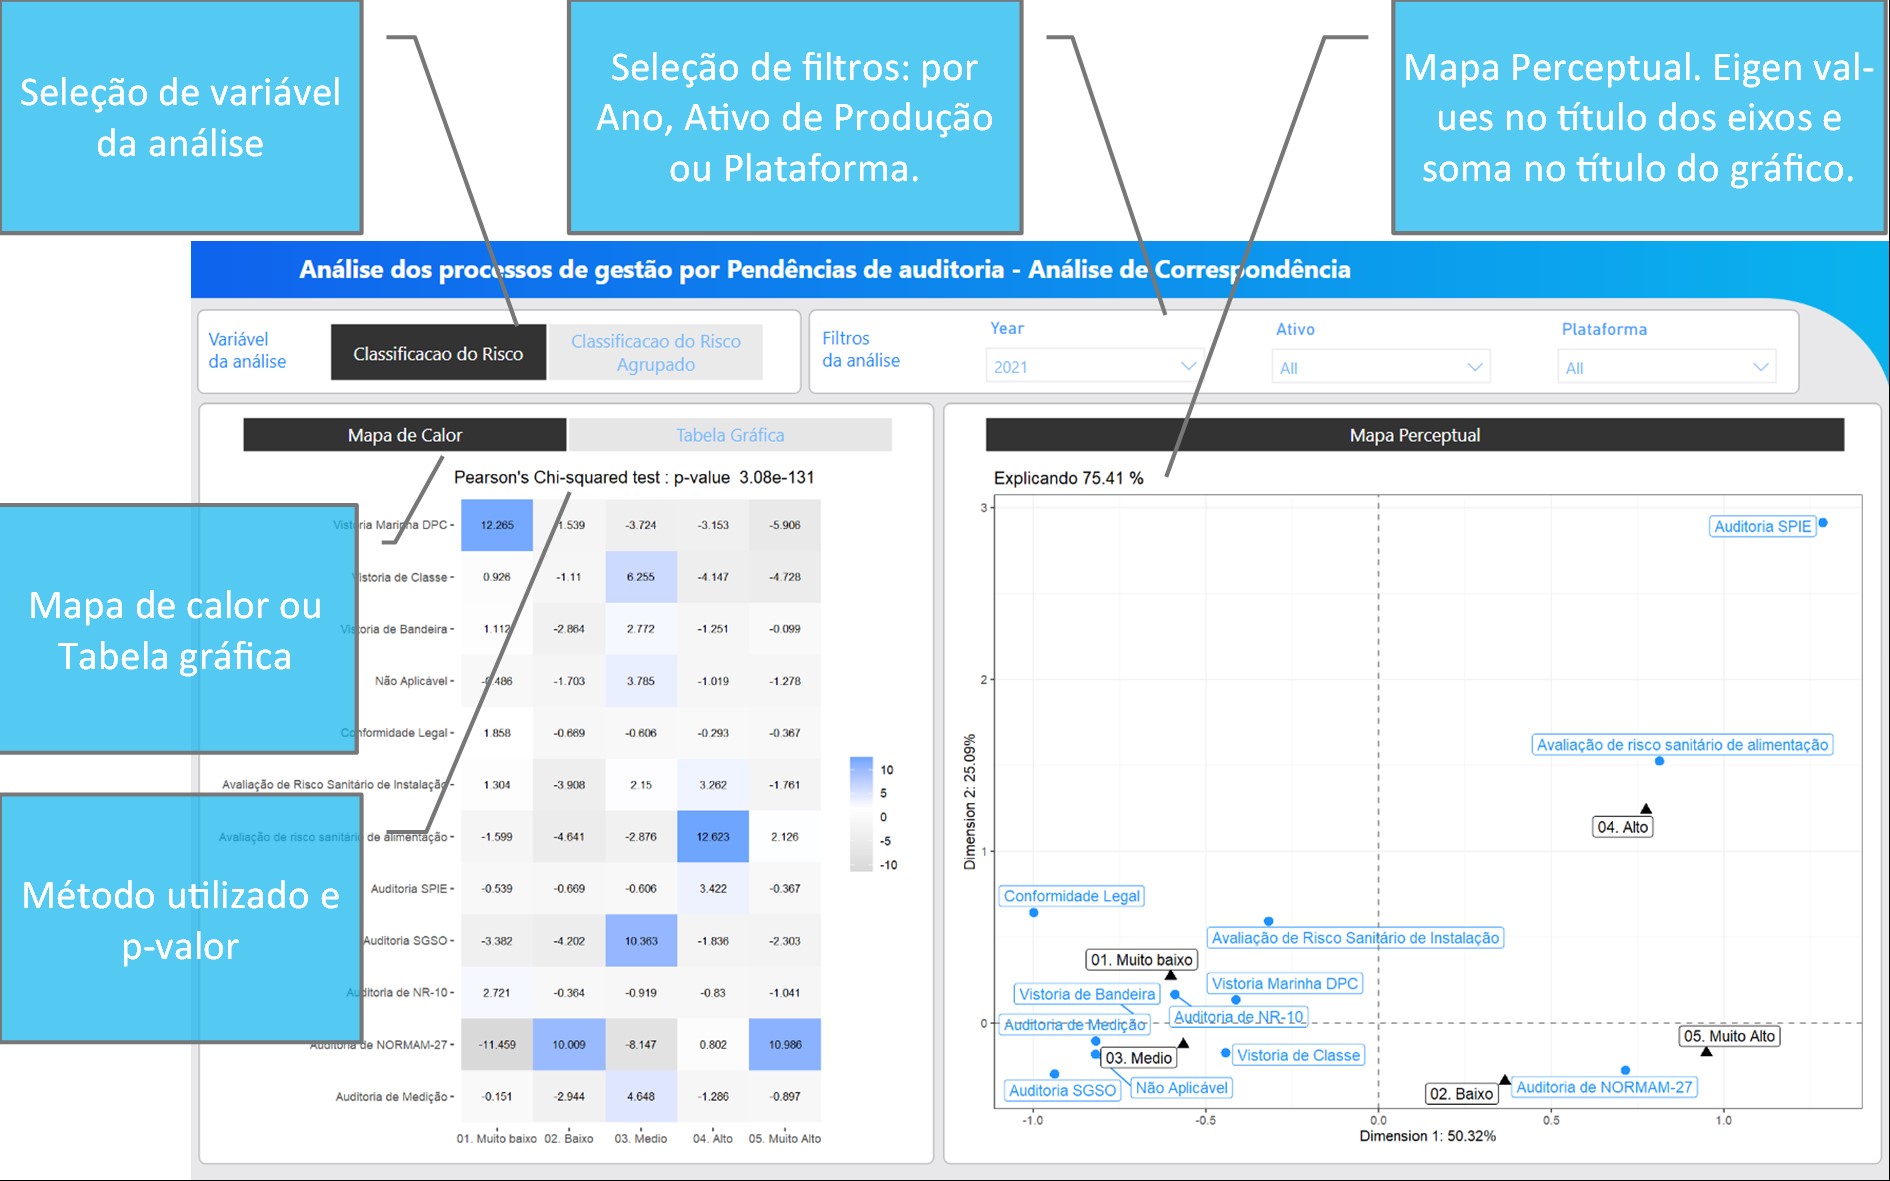 Seleção de variável
da análise
Seleção de filtros: por
Ano, Ativo de Produção
ou Plataforma.
Mapa Perceptual. Eigen val-
ues no título dos eixos e
soma no título do gráfico.
Análise dos processos de gestão por Pendências de auditoria - Análise de Correspondência
Variável
da análise
Classificacao do Risco
Classificacao do Risco
Agrupado
Filtros
da análise
Year
2021
Ativo
All
Plataforma
All
Mapa de Calor
Tabela Gráfica
Pearson's Chi-squared test : p-value 3.08e-131
Vistoria Marinha DPC 12.265 1.539 -3.724 -3.153 -5.906
Vistoria de Classe 0.926 -1.11 6.255 -4.147 -4.728
Vistoria de Bandeira 1.112 -2.864 2.772 -1.251 -0.099
Não Aplicável -0.486 -1.703 3.785 -1.019 -1.278
Conformidade Legal 1.858 -0.669 -0.606 -0.293 -0.367
Avaliação de Risco Sanitário de Instalação 1.304 -3.908 2.15 3.262 -1.761
Avaliação de risco sanitário de alimentação -1.599 -4.641 -2.876 12.623 2.126
Auditoria SPIE -0.539 -0.669 -0.606 3.422 -0.367
Auditoria SGSO -3.382 -4.202 10.363 -1.836 -2.303
Auditoria de NR-10 2.721 -0.364 -0.919 -0.83 -1.041
Auditoria de NORMAM-27 -11.459 10.009 -8.147 0.802 10.986
Auditoria de Medição -0.151 -2.944 4.648 -1.286 -0.897
01. Muito baixo 02. Baixo 03. Medio 04. Alto 05. Muito Alto
10
5
0
-5
-10
Mapa de calor ou
Tabela gráfica
Método utilizado e
p-valor
Mapa Perceptual
Explicando 75.41 %
3
2
1
0
Dimension 2: 25.09%
Auditoria SPIE
Avaliação de risco sanitário de alimentação
04. Alto
Conformidade Legal
Avaliação de Risco Sanitário de Instalação
01. Muito baixo
Vistoria Marinha DPC
Vistoria de Bandeira
Auditoria de NR-10
Auditoria de Medição
05. Muito Alto
03. Medio
Vistoria de Classe
Auditoria SGSO
Não Aplicável
02. Baixo
Auditoria de NORMAM-27
-1.0 -0.5 0.0 0.5 1.0
Dimension 1: 50.32%